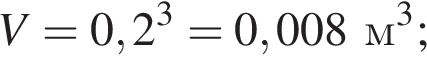 V = 0,2³ = 0,008 м³;